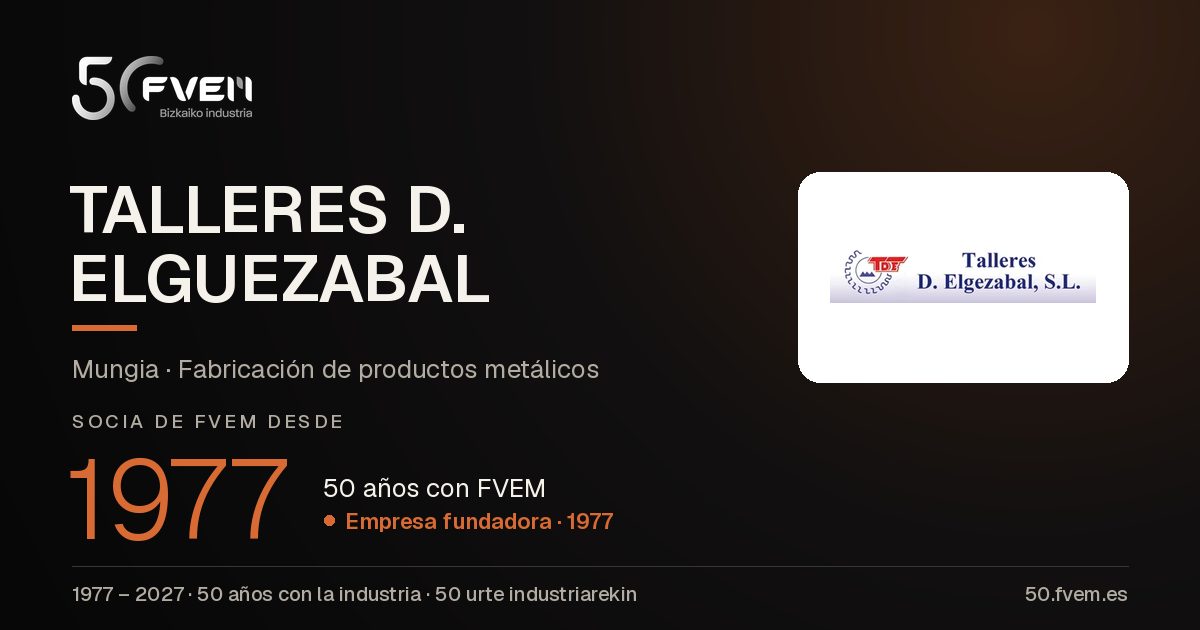 50 FVEM
Bizkaiko industria
TALLERES D.
ELGUEZABAL
TDE
Talleres
D. Elgezabal, S.L.
Mungia · Fabricación de productos metálicos
SOCIA DE FVEM DESDE
1977
50 años con FVEM
Empresa fundadora · 1977
1977 – 2027 · 50 años con la industria · 50 urte industriarekin
50.fvem.es